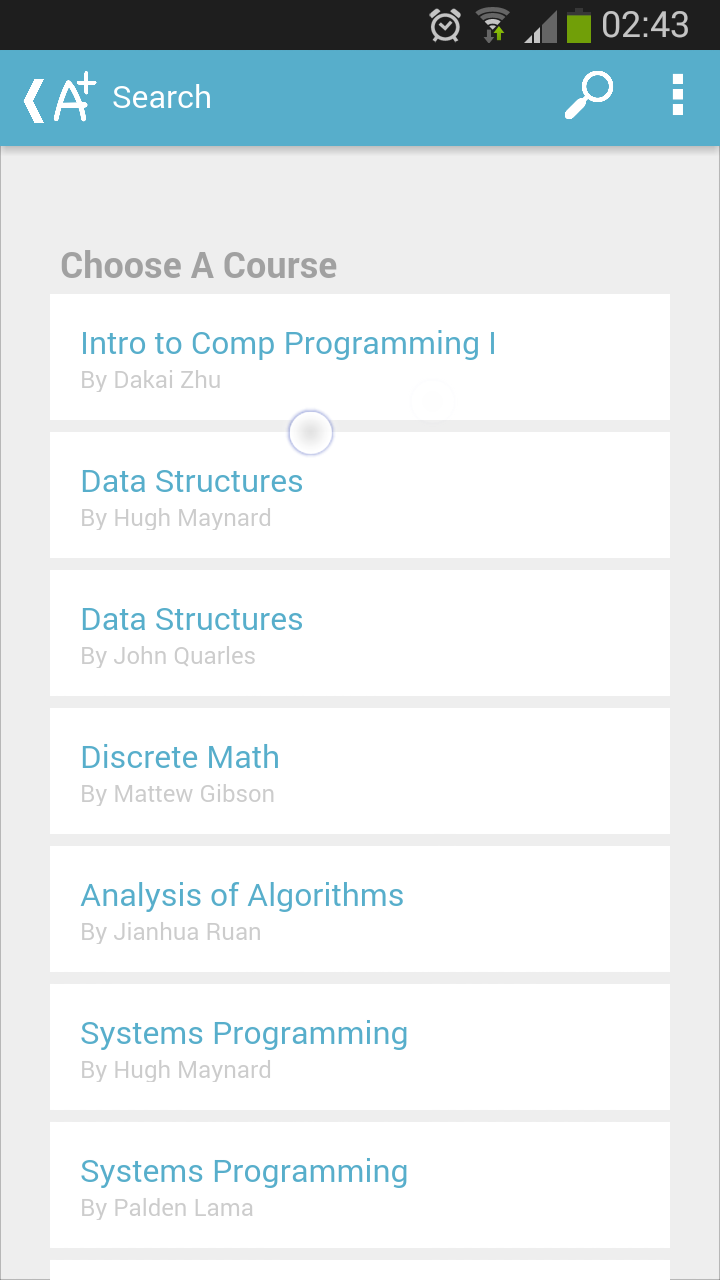 02:43
A+ Search
Choose A Course
Intro to Comp Programming I
By Dakai Zhu
Data Structures
By Hugh Maynard
Data Structures
By John Quarles
Discrete Math
By Mattew Gibson
Analysis of Algorithms
By Jianhua Ruan
Systems Programming
By Hugh Maynard
Systems Programming
By Palden Lama